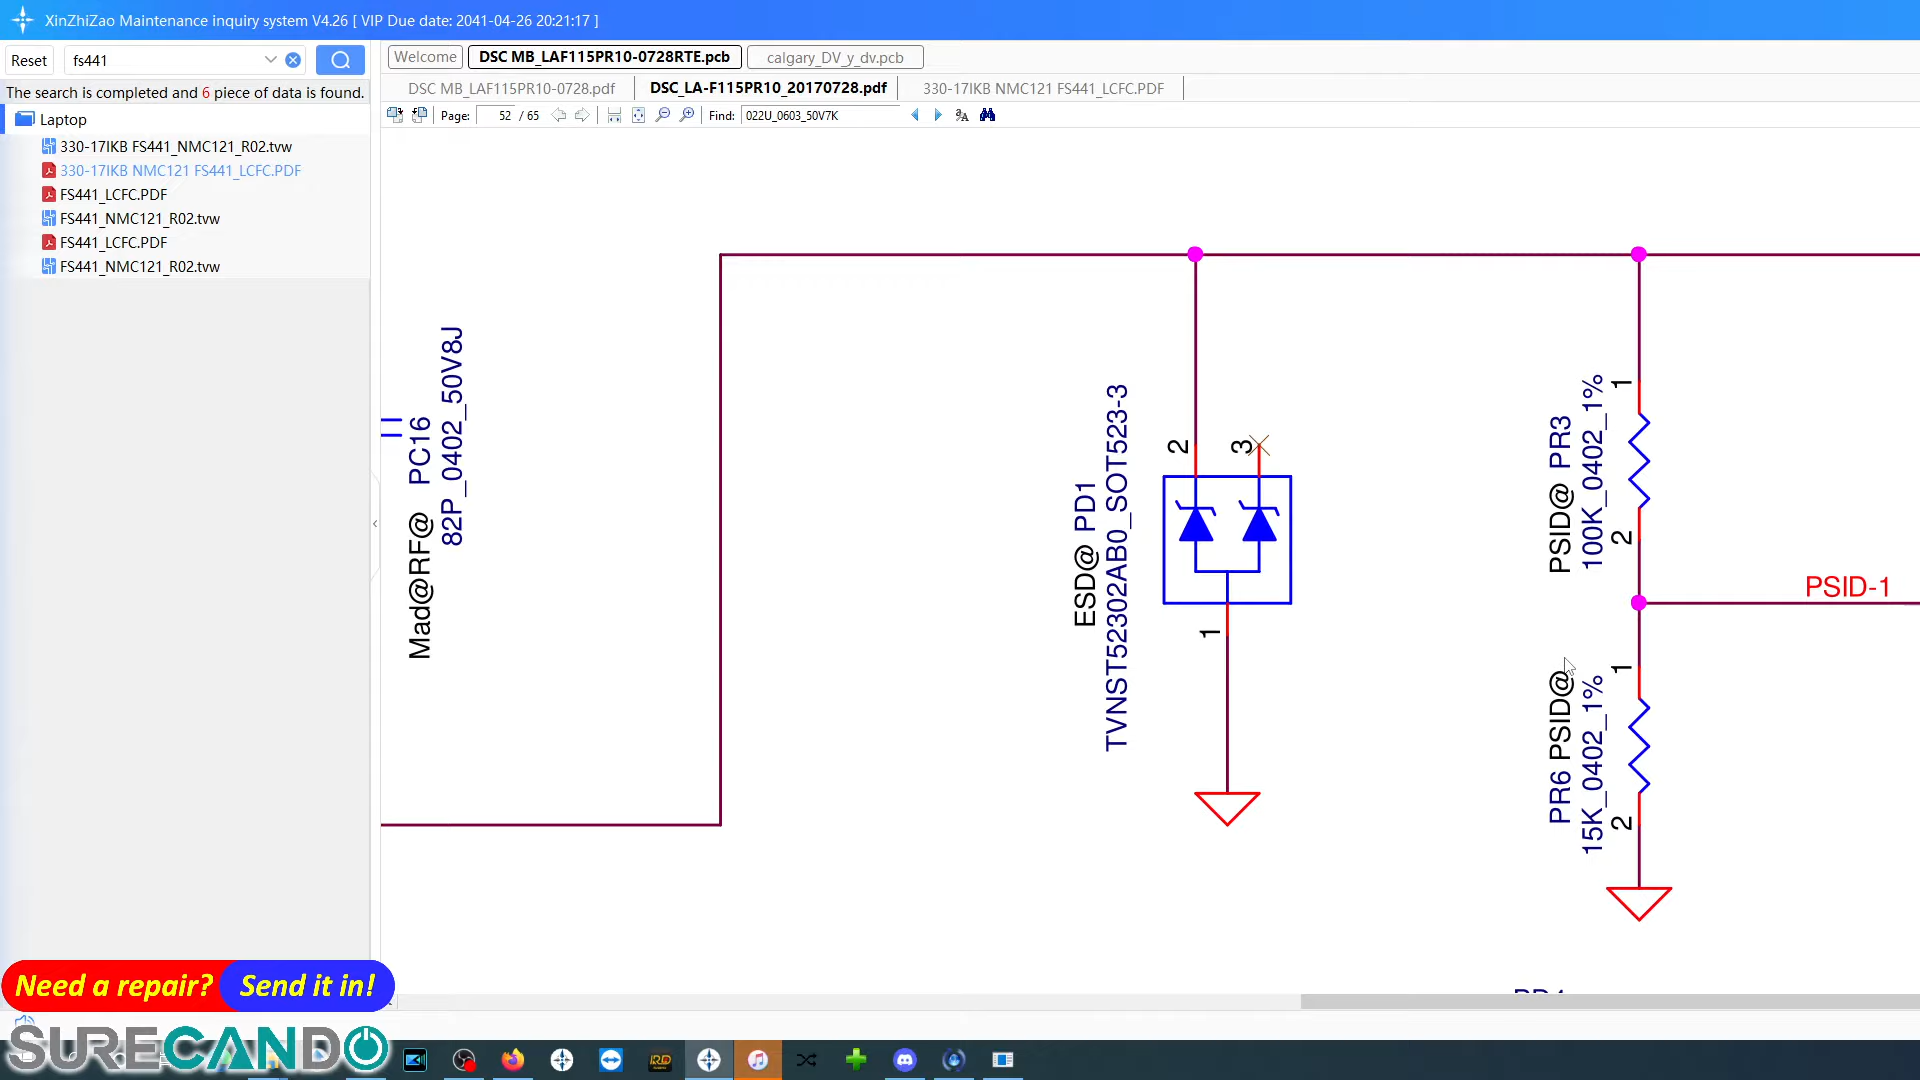 XinZhiZao Maintenance inquiry system V4.26 [ VIP Due date: 2041-04-26 20:21:17 ]
Reset
fs441
The search is completed and 6 piece of data is found.
Laptop
330-17IKB FS441_NMC121_R02.tvw
330-17IKB NMC121 FS441_LCFC.PDF
FS441_LCFC.PDF
FS441_NMC121_R02.tvw
FS441_LCFC.PDF
FS441_NMC121_R02.tvw
Welcome
DSC MB_LAF115PR10-0728RTE.pcb
calgary_DV_y_dv.pcb
DSC MB_LAF115PR10-0728.pdf
DSC_LA-F115PR10_20170728.pdf
330-17IKB NMC121 FS441_LCFC.PDF
Page: 52 / 65
Find: 022U_0603_50V7K
Mad@RF@ PC16
82P_0402_50V8J
ESD@ PD1
TVNST52302AB0_SOT523-3
2
3
1
PSID@ PR3
100K_0402_1%
1
2
PSID-1
PR6 PSID@
15K_0402_1%
1
2
Need a repair? Send it in!
SURECANDO